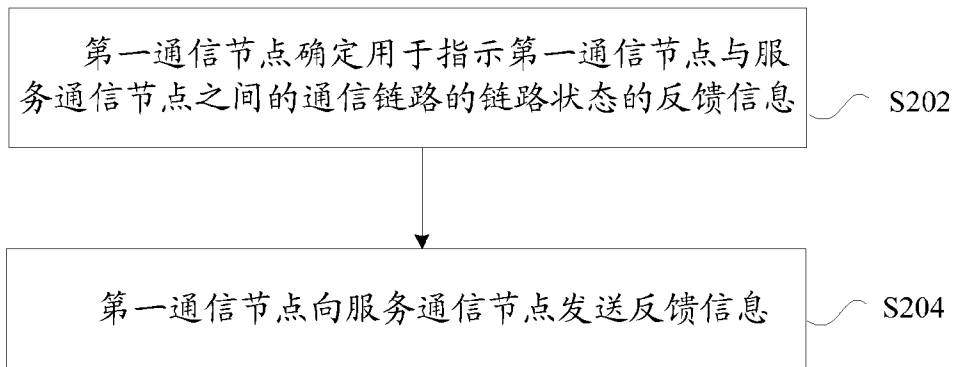 第一通信节点确定用于指示第一通信节点与服
务通信节点之间的通信链路的链路状态的反馈信息
S202
第一通信节点向服务通信节点发送反馈信息
S204